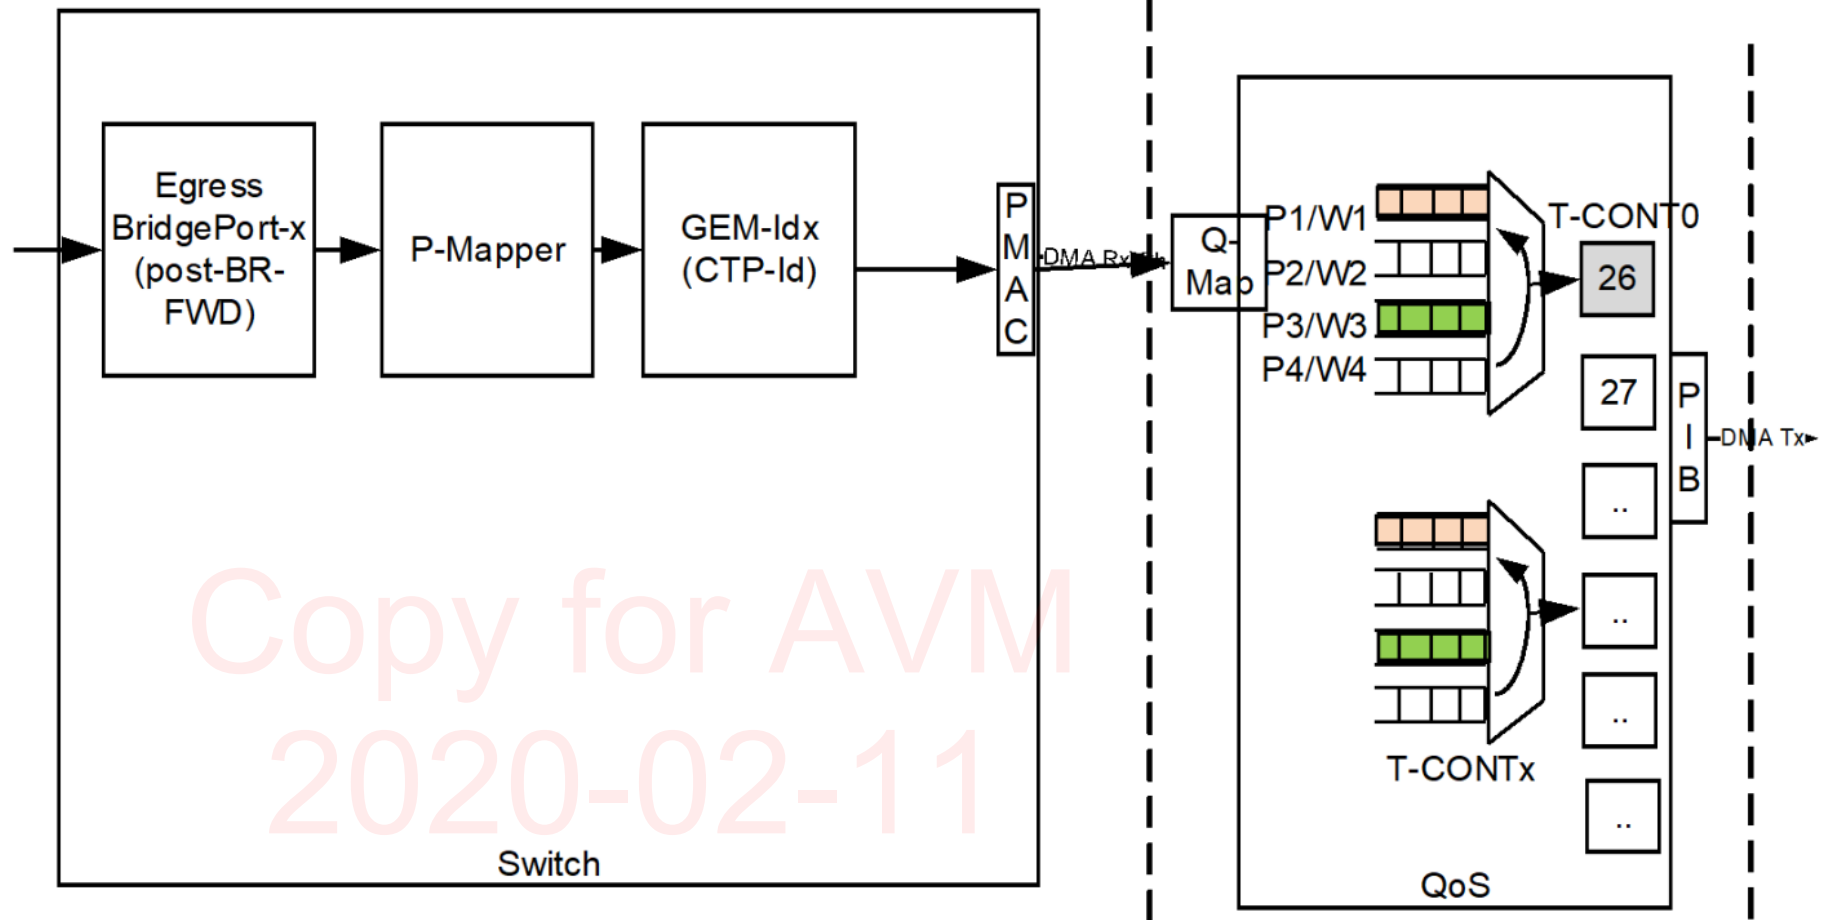 Egress
BridgePort-x
(post-BR-
FWD)
P-Mapper
GEM-Idx
(CTP-Id)
P
M
A
C
DMA Rx
Q-
Map
P1/W1
P2/W2
P3/W3
P4/W4
T-CONT0
26
27
..
..
..
..
P
I
B
DMA Tx
T-CONTx
Copy for AVM
2020-02-11
Switch
QoS